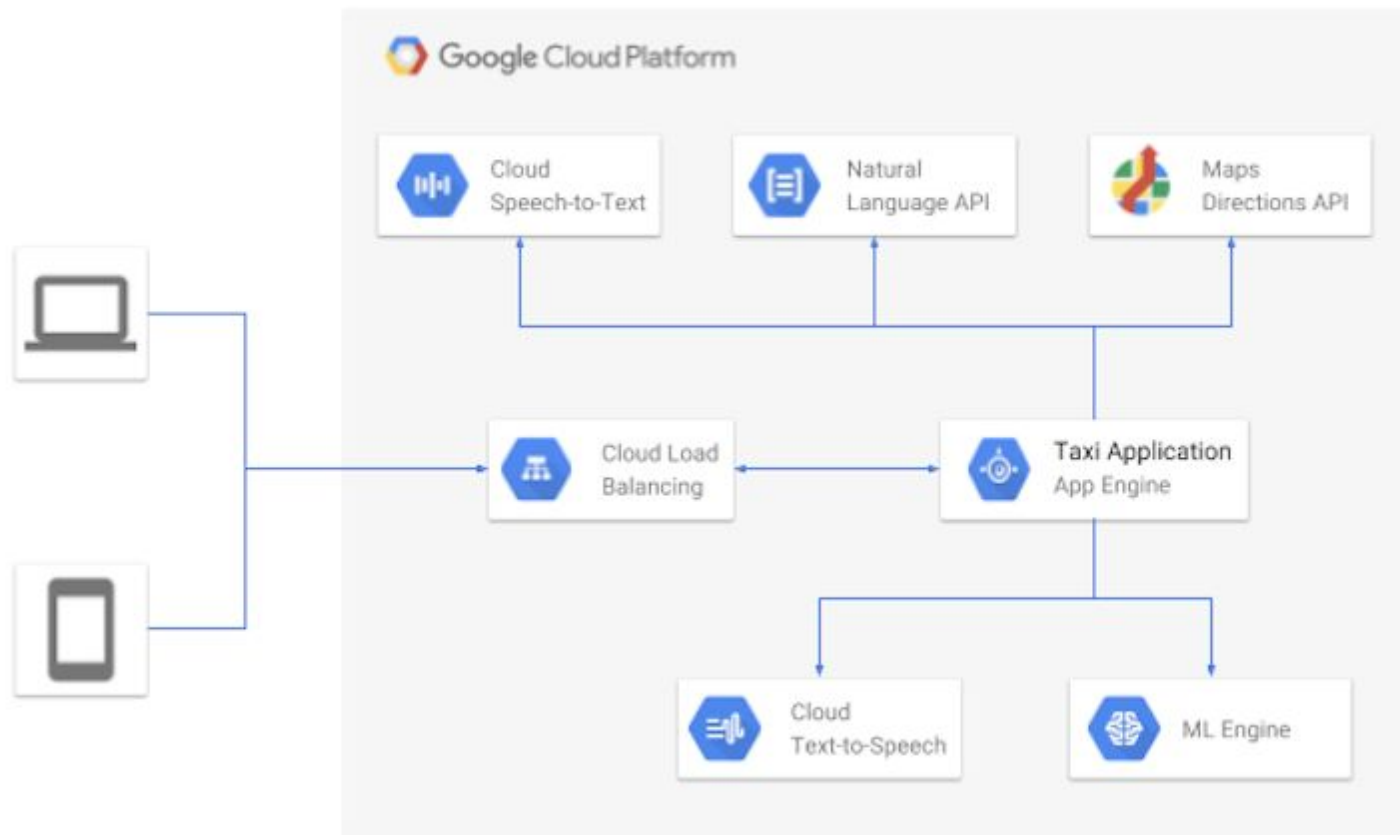 Google Cloud Platform
Cloud
Speech-to-Text
Natural
Language API
Maps
Directions API
Cloud Load
Balancing
Taxi Application
App Engine
Cloud
Text-to-Speech
ML Engine